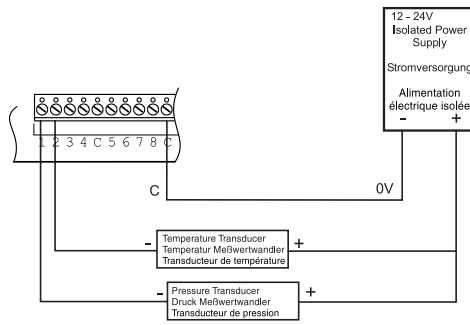 12 - 24V
Isolated Power
Supply
Stromversorgung
Alimentation
électrique isolée
- +
1 2 3 4 C 5 6 7 8 C
C 0V
- Temperature Transducer +
Temperatur Meßwertwandler
Transducteur de température
- Pressure Transducer +
Druck Meßwertwandler
Transducteur de pression